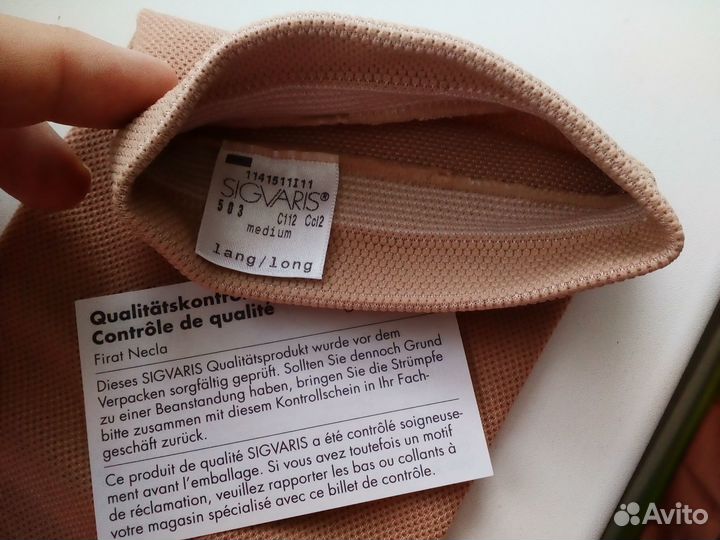 1141511I11
SIGVARIS®
503 C112 Ccl2
medium
lang/long
Qualitätskontro
Contrôle de qualité
Firat Necla
Dieses SIGVARIS Qualitätsprodukt wurde vor dem
Verpacken sorgfältig geprüft. Sollten Sie dennoch Grund
zu einer Beanstandung haben, bringen Sie die Strümpfe
bitte zusammen mit diesem Kontrollschein in Ihr Fach-
geschäft zurück.
Ce produit de qualité SIGVARIS a été contrôlé soigneuse-
ment avant l'emballage. Si vous avez toutefois un motif
de réclamation, veuillez rapporter les bas ou collants à
votre magasin spécialisé avec ce billet de contrôle.
Avito